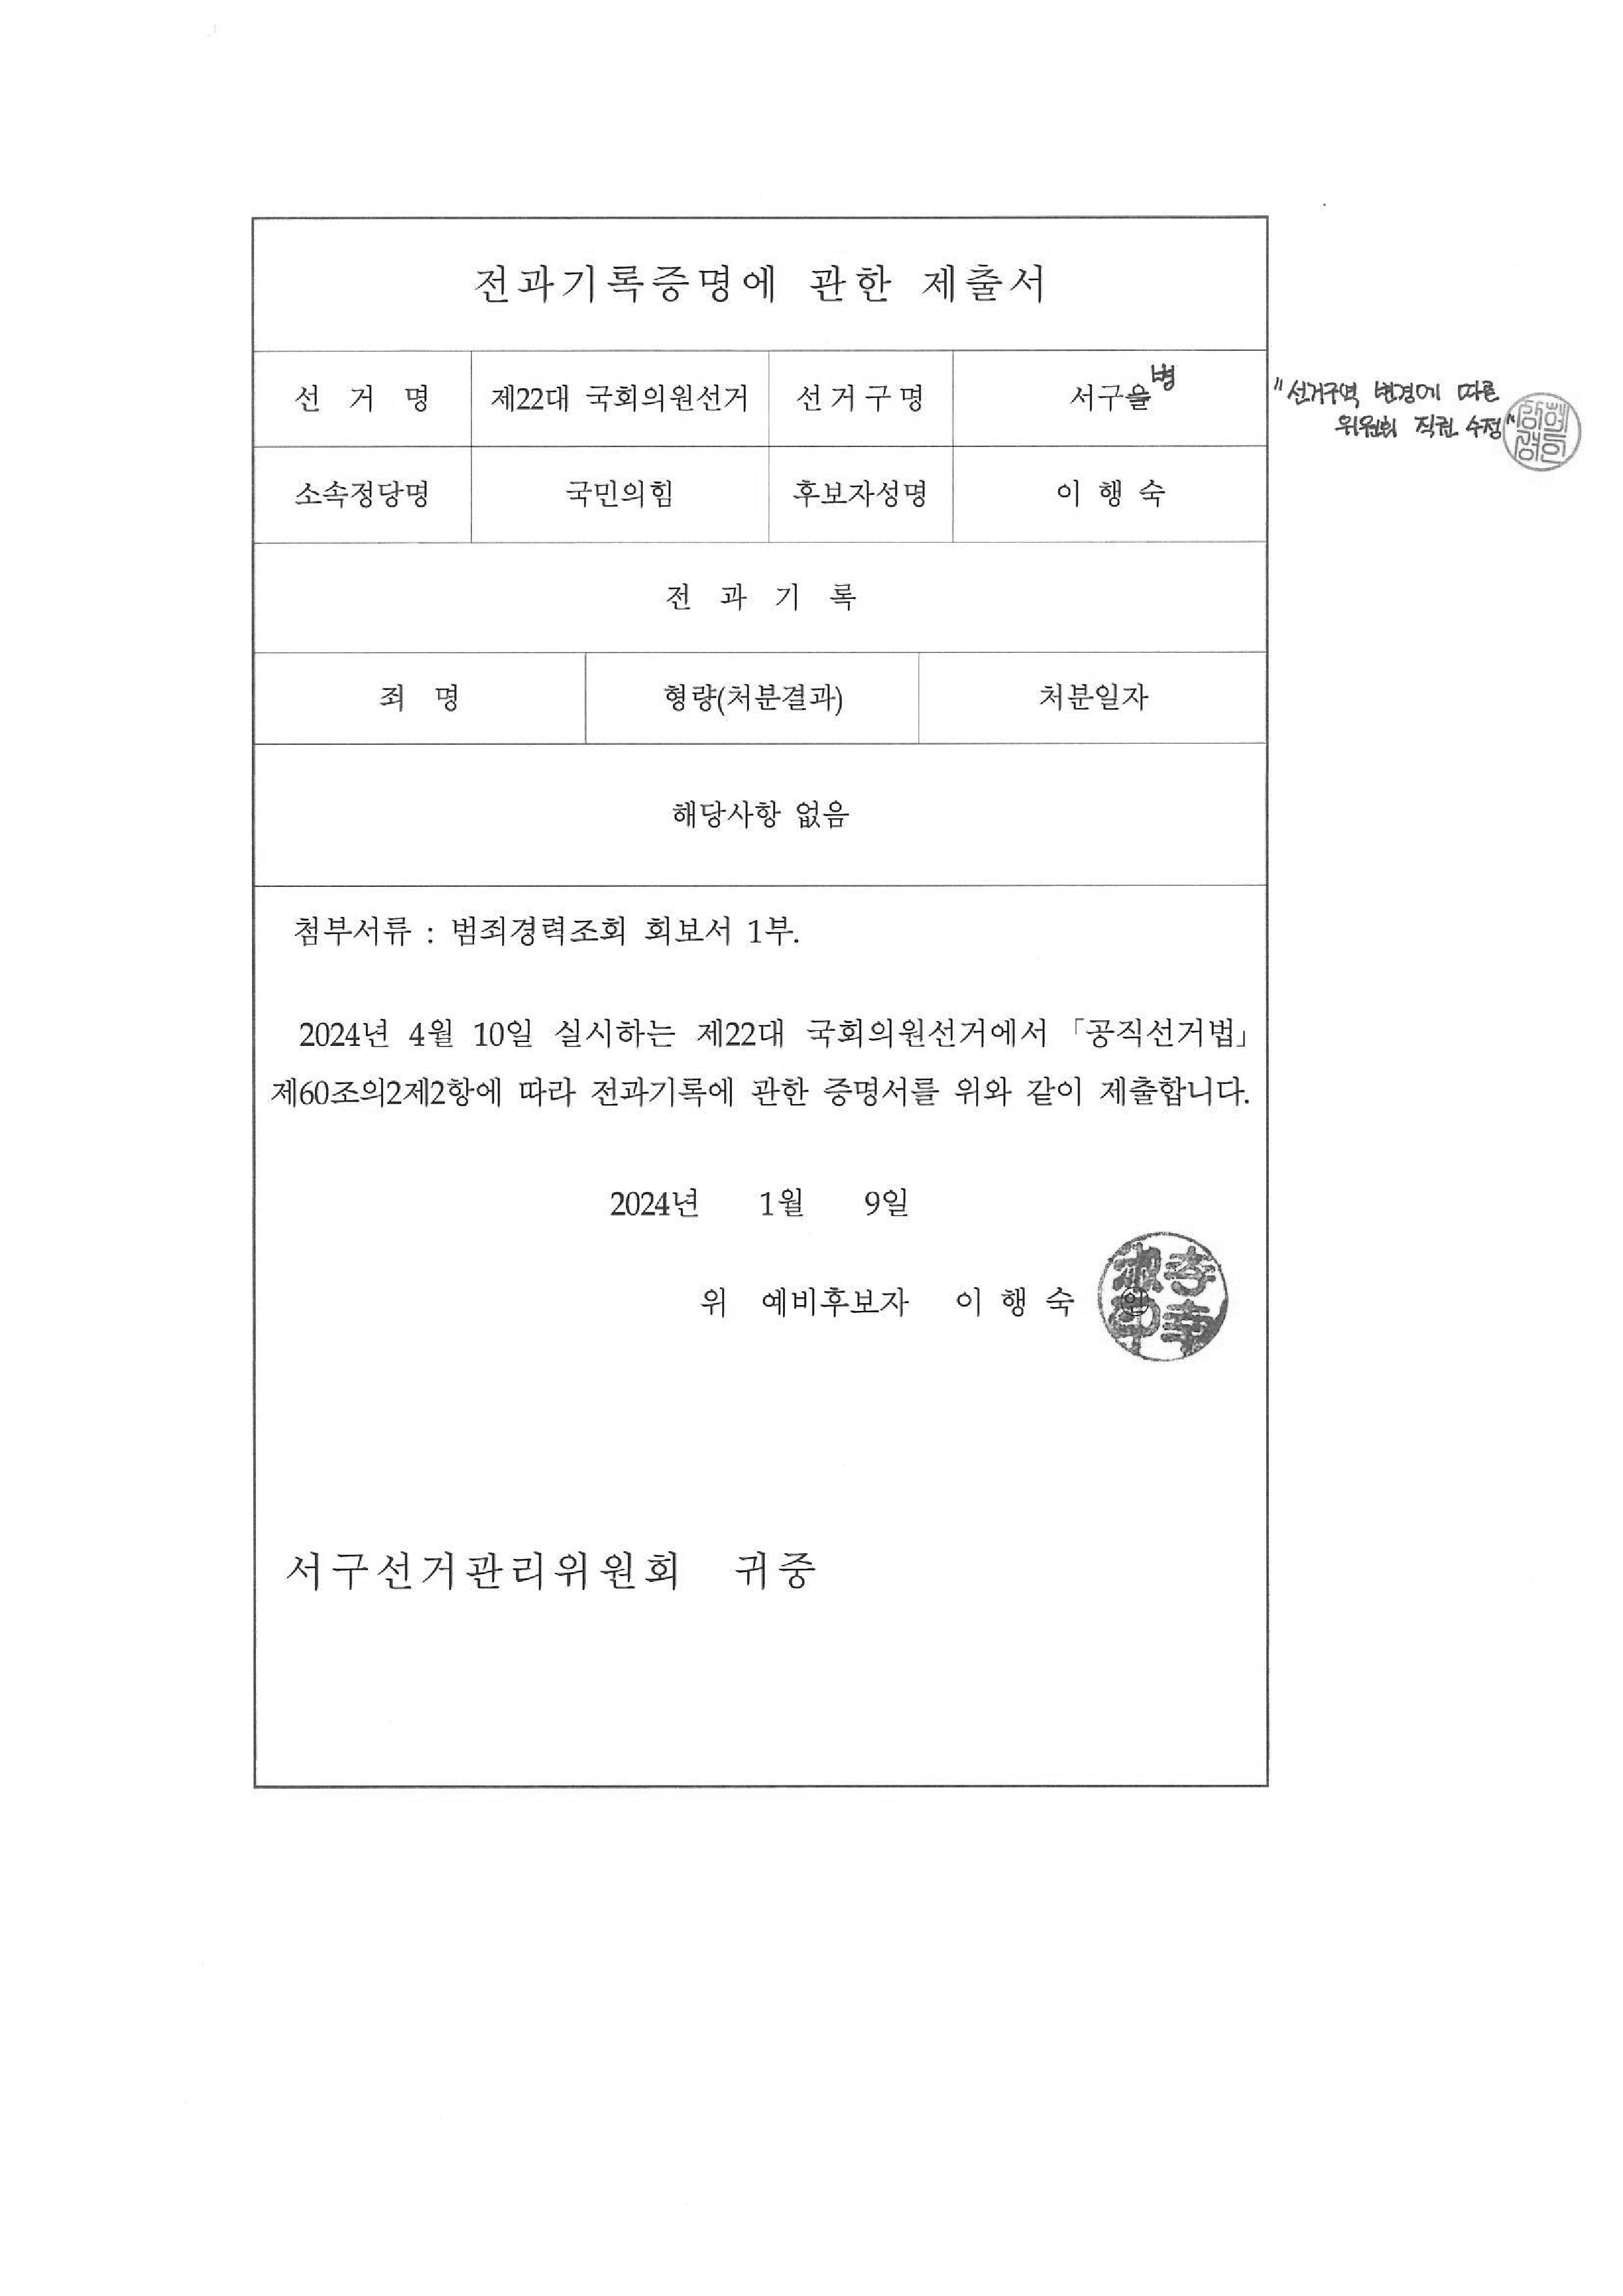 전과기록증명에 관한 제출서
선 거 명 제22대 국회의원선거 선거구명 서구을 병
"선거구역 변경에 따른
위원회 직권 수정"
소속정당명 국민의힘 후보자성명 이 행 숙
전 과 기 록
죄 명 형량(처분결과) 처분일자
해당사항 없음
첨부서류 : 범죄경력조회 회보서 1부.
2024년 4월 10일 실시하는 제22대 국회의원선거에서 「공직선거법」
제60조의2제2항에 따라 전과기록에 관한 증명서를 위와 같이 제출합니다.
2024년 1월 9일
위 예비후보자 이 행 숙
서구선거관리위원회 귀중